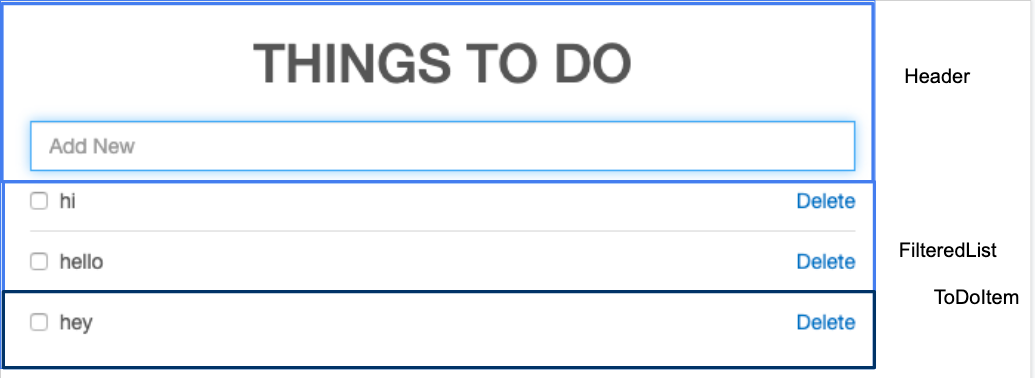 THINGS TO DO
Header
Add New
hi Delete
FilteredList
hello Delete
ToDoItem
hey Delete